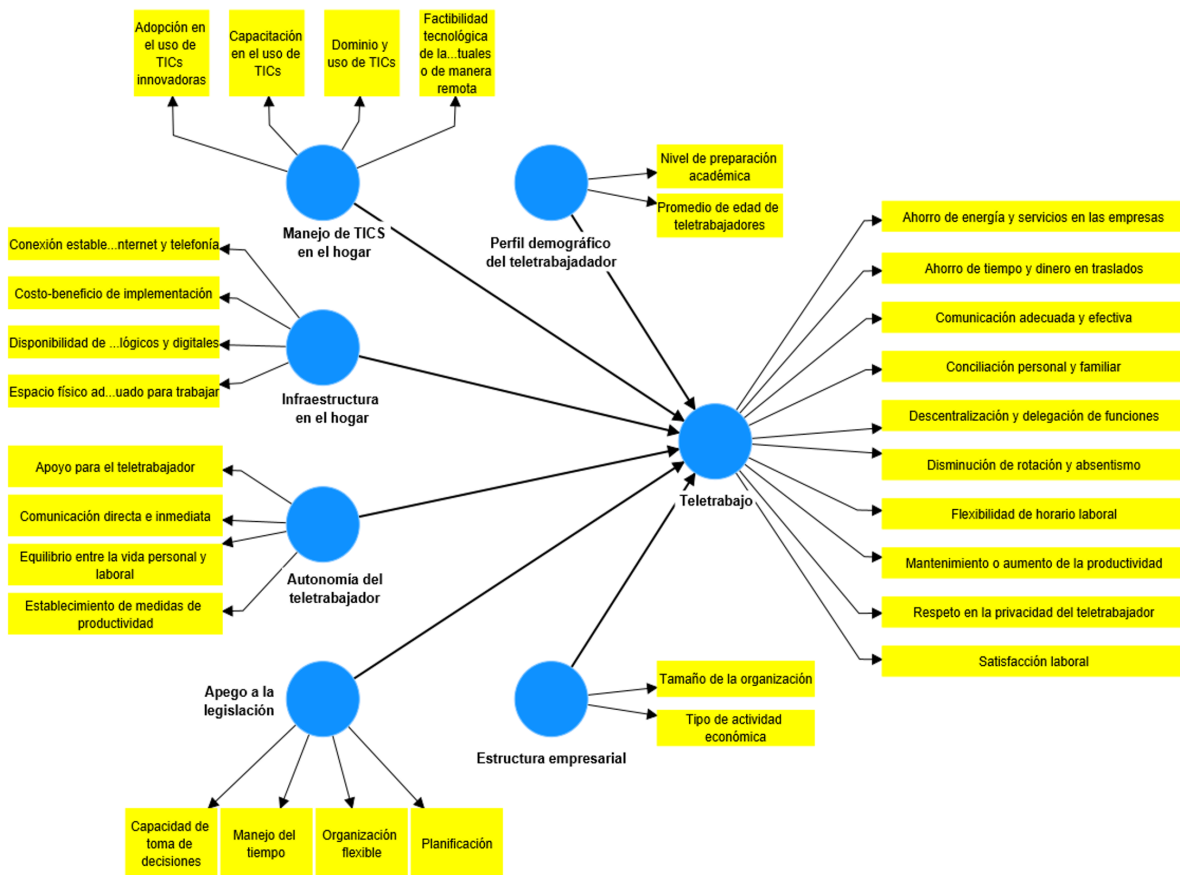 Adopción en
el uso de
TICs
innovadoras
Capacitación
en el uso de
TICs
Dominio y
uso de TICs
Factibilidad
tecnológica
de la...tuales
o de manera
remota
Manejo de TICS
en el hogar
Perfil demográfico
del teletrabajadador
Nivel de preparación
académica
Promedio de edad de
teletrabajadores
Conexión estable...nternet y telefonía
Costo-beneficio de implementación
Disponibilidad de ...lógicos y digitales
Espacio físico ad...uado para trabajar
Infraestructura
en el hogar
Apoyo para el teletrabajador
Comunicación directa e inmediata
Equilibrio entre la vida personal y
laboral
Establecimiento de medidas de
productividad
Autonomía del
teletrabajador
Teletrabajo
Ahorro de energía y servicios en las empresas
Ahorro de tiempo y dinero en traslados
Comunicación adecuada y efectiva
Conciliación personal y familiar
Descentralización y delegación de funciones
Disminución de rotación y absentismo
Flexibilidad de horario laboral
Mantenimiento o aumento de la productividad
Respeto en la privacidad del teletrabajador
Satisfacción laboral
Apego a la
legislación
Capacidad de
toma de
decisiones
Manejo del
tiempo
Organización
flexible
Planificación
Estructura empresarial
Tamaño de la organización
Tipo de actividad
económica